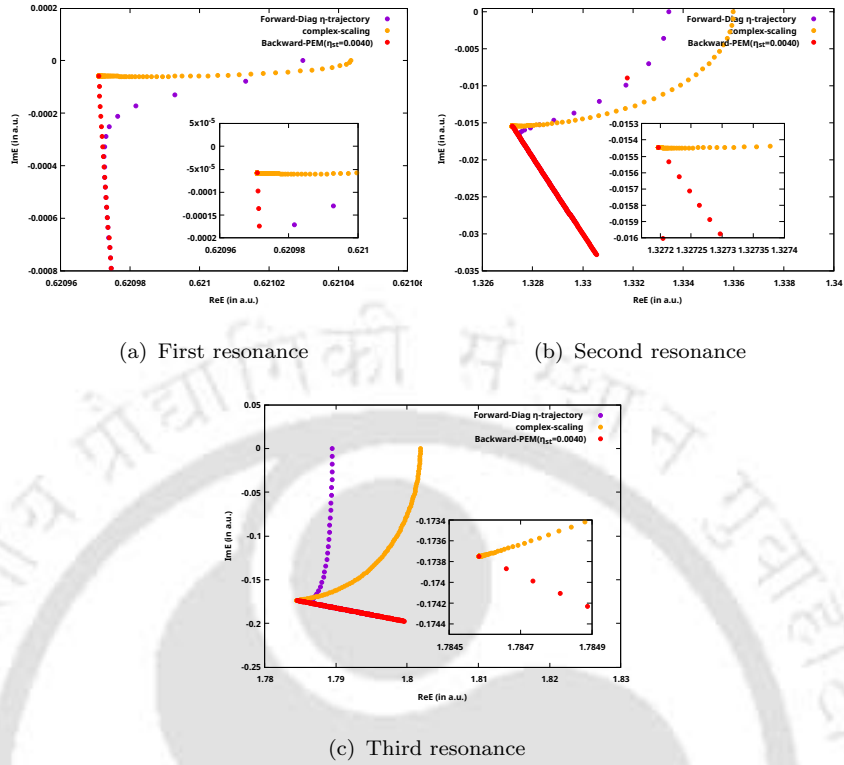 Forward-Diag η-trajectory
complex-scaling
Backward-PEM(ηst=0.0040)
0.0002
0
-0.0002
-0.0004
-0.0006
-0.0008
ImE (in a.u.)
5x10-5
0
-5x10-5
-0.0001
-0.00015
-0.0002
0.62096 0.62098 0.621
0.62096 0.62098 0.621 0.62102 0.62104 0.62106
ReE (in a.u.)
(a) First resonance
Forward-Diag η-trajectory
complex-scaling
Backward-PEM(ηst=0.0040)
0
-0.005
-0.01
-0.015
-0.02
-0.025
-0.03
-0.035
ImE (in a.u.)
-0.0153
-0.0154
-0.0155
-0.0156
-0.0157
-0.0158
-0.0159
-0.016
1.3272 1.32725 1.3273 1.32735 1.3274
1.326 1.328 1.33 1.332 1.334 1.336 1.338 1.34
ReE (in a.u.)
(b) Second resonance
Forward-Diag η-trajectory
complex-scaling
Backward-PEM(ηst=0.0040)
0.05
0
-0.05
-0.1
-0.15
-0.2
-0.25
ImE (in a.u.)
-0.1734
-0.1736
-0.1738
-0.174
-0.1742
-0.1744
1.7845 1.7847 1.7849
1.78 1.79 1.8 1.81 1.82 1.83
ReE (in a.u.)
(c) Third resonance